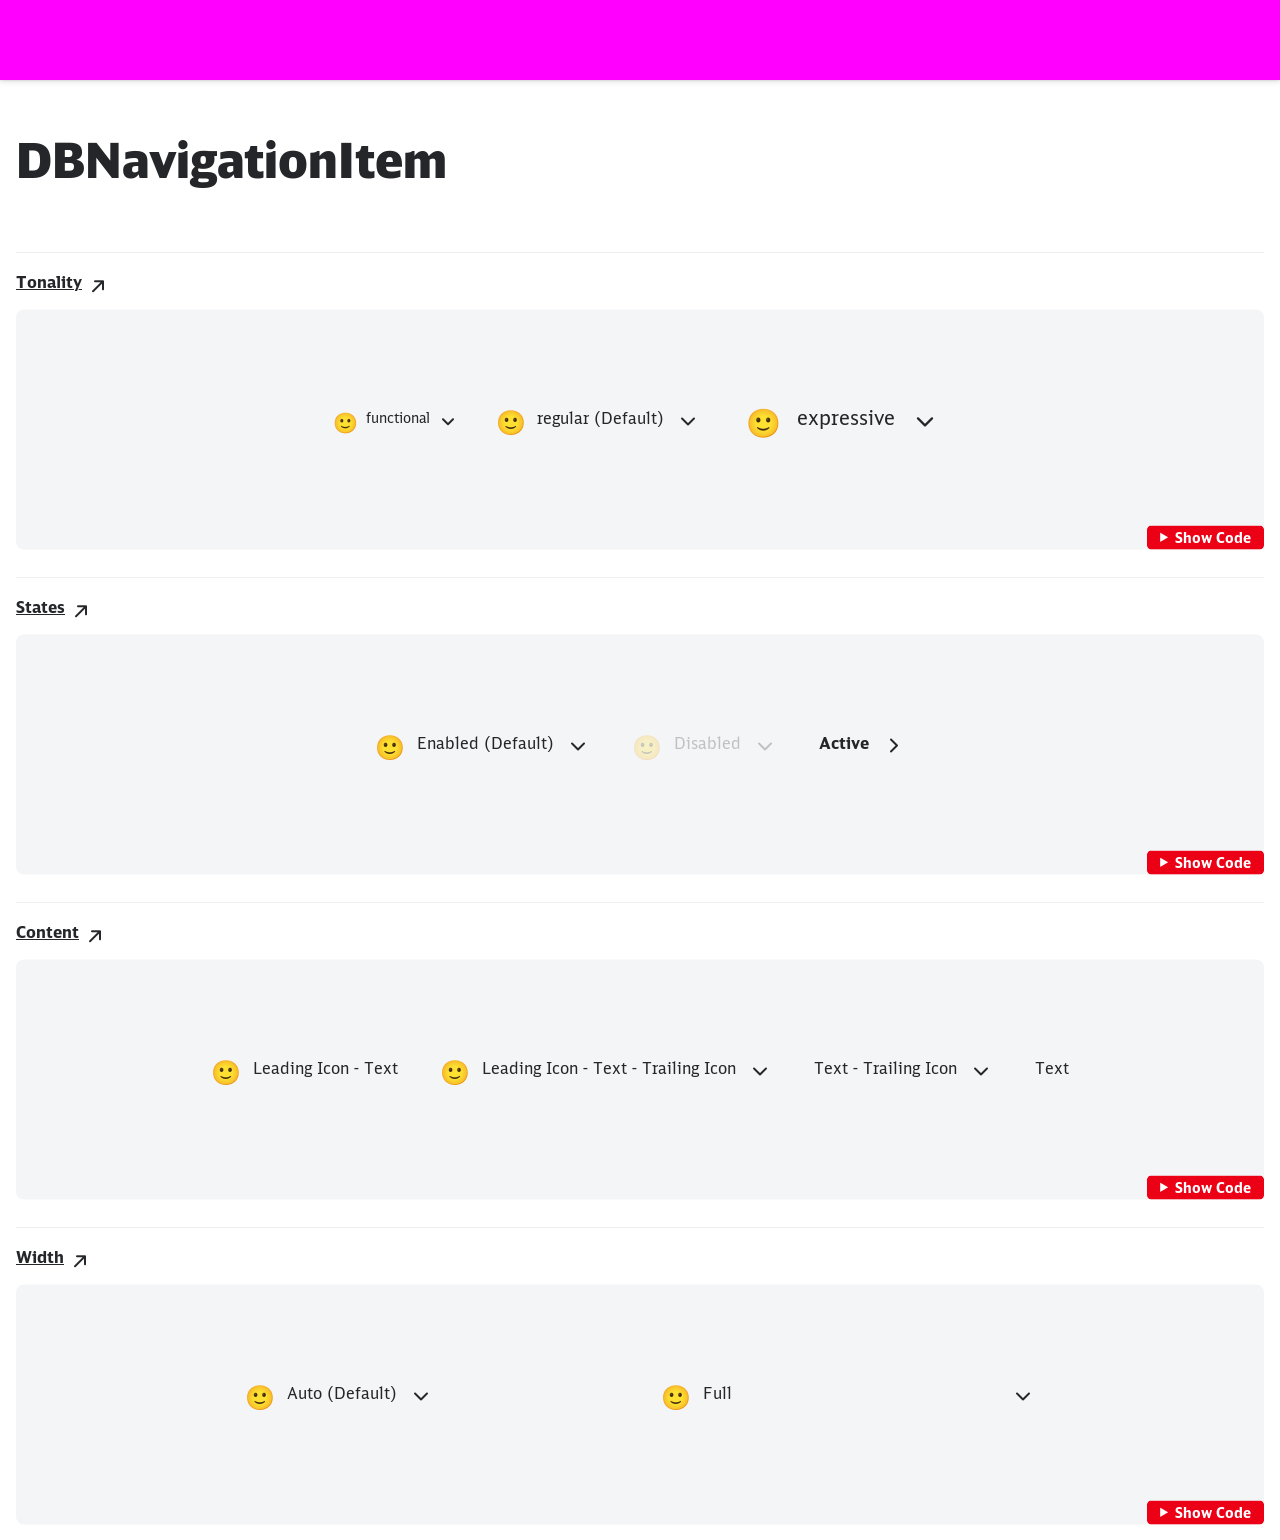 DBNavigationItem
Tonality
functional
regular (Default)
expressive
Show Code
States
Enabled (Default)
Disabled
Active
Show Code
Content
Leading Icon - Text
Leading Icon - Text - Trailing Icon
Text - Trailing Icon
Text
Show Code
Width
Auto (Default)
Full
Show Code